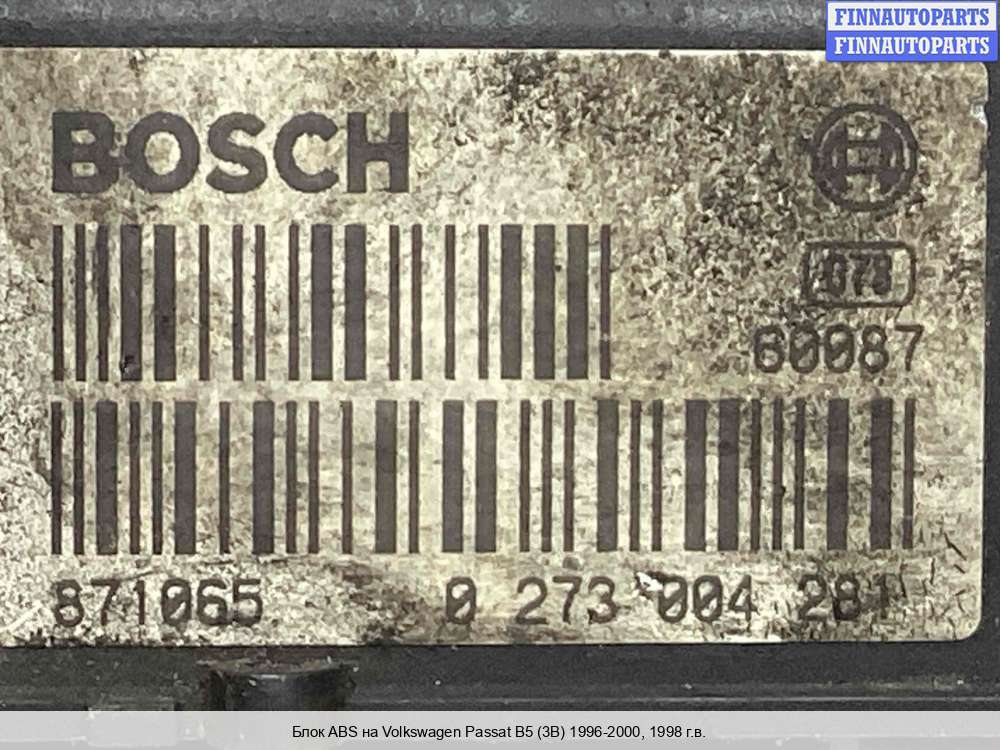 FINNAUTOPARTS
FINNAUTOPARTS
BOSCH
078
60087
871065 0 273 004 281
Блок ABS на Volkswagen Passat B5 (3B) 1996-2000, 1998 г.в.